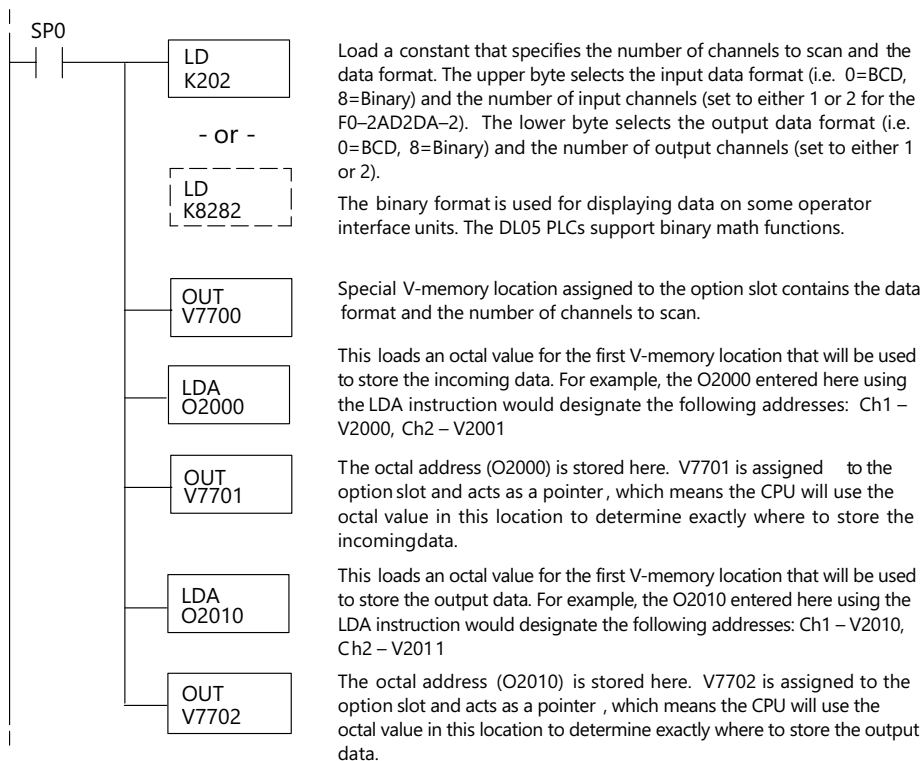 SP0
LD
K202
- or -
LD
K8282
Load a constant that specifies the number of channels to scan and the
data format. The upper byte selects the input data format (i.e. 0=BCD,
8=Binary) and the number of input channels (set to either 1 or 2 for the
F0–2AD2DA–2). The lower byte selects the output data format (i.e.
0=BCD, 8=Binary) and the number of output channels (set to either 1
or 2).
The binary format is used for displaying data on some operator
interface units. The DL05 PLCs support binary math functions.
OUT
V7700
Special V-memory location assigned to the option slot contains the data
format and the number of channels to scan.
LDA
O2000
This loads an octal value for the first V-memory location that will be used
to store the incoming data. For example, the O2000 entered here using
the LDA instruction would designate the following addresses: Ch1 –
V2000, Ch2 – V2001
OUT
V7701
The octal address (O2000) is stored here. V7701 is assigned to the
option slot and acts as a pointer, which means the CPU will use the
octal value in this location to determine exactly where to store the
incomingdata.
LDA
O2010
This loads an octal value for the first V-memory location that will be used
to store the output data. For example, the O2010 entered here using the
LDA instruction would designate the following addresses: Ch1 – V2010,
Ch2 – V2011
OUT
V7702
The octal address (O2010) is stored here. V7702 is assigned to the
option slot and acts as a pointer , which means the CPU will use the
octal value in this location to determine exactly where to store the output
data.